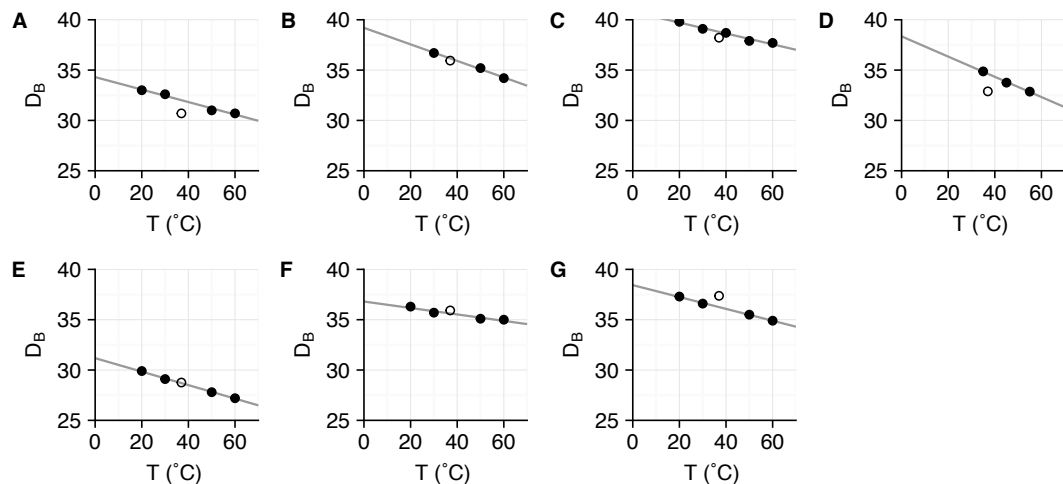 A B C D
40 40 40 40
35 35 35 35
D_B D_B D_B D_B
30 30 30 30
25 25 25 25
0 20 40 60 0 20 40 60 0 20 40 60 0 20 40 60
T (˚C) T (˚C) T (˚C) T (˚C)
E F G
40 40 40
35 35 35
D_B D_B D_B
30 30 30
25 25 25
0 20 40 60 0 20 40 60 0 20 40 60
T (˚C) T (˚C) T (˚C)